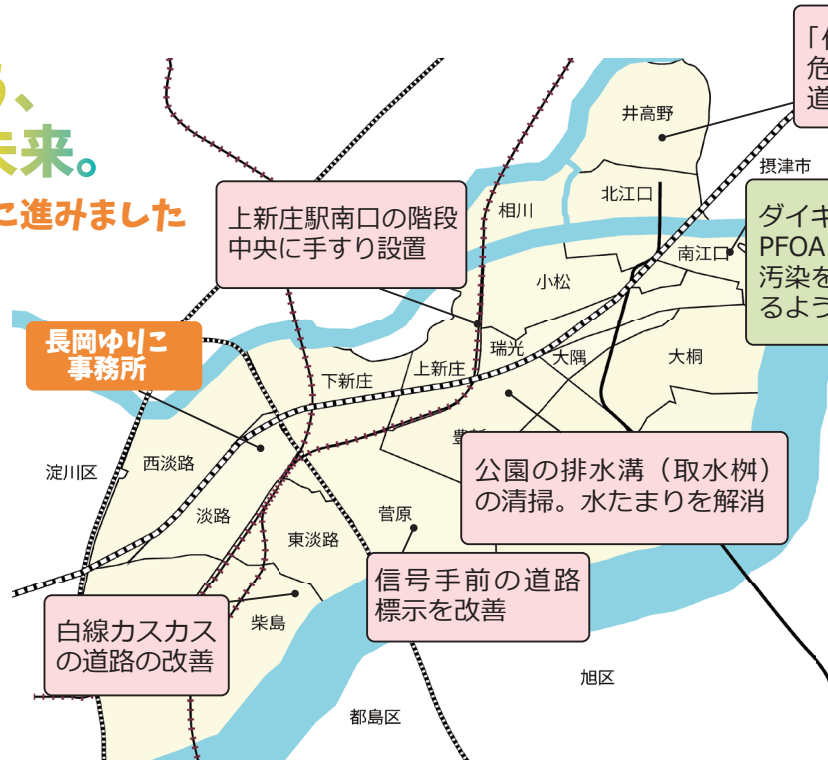 う、
未来。
に進みました
「
危
道
井高野
摂津市
北江口
相川
上新庄駅南口の階段
中央に手すり設置
南江口
ダイキ
PFOA
汚染を
るよう
小松
長岡ゆりこ
事務所
瑞光
大隅
大桐
上新庄
下新庄
豊新
淀川区
西淡路
公園の排水溝（取水桝）
の清掃。水たまりを解消
淡路
菅原
東淡路
信号手前の道路
標示を改善
白線カスカス
の道路の改善
柴島
旭区
都島区